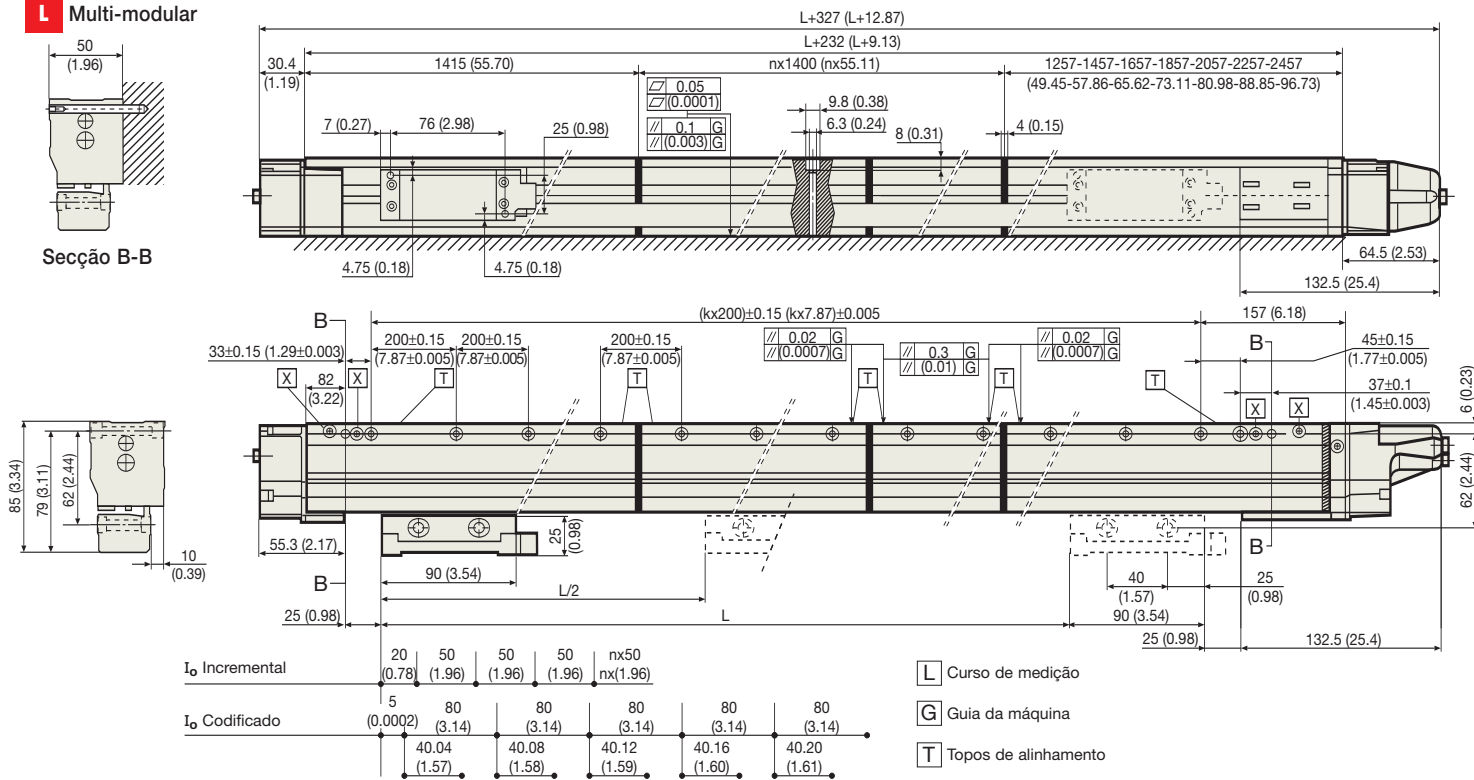 L Multi-modular
50
(1.96)
Secção B-B
L+327 (L+12.87)
L+232 (L+9.13)
30.4
(1.19)
1415 (55.70)
nx1400 (nx55.11)
1257-1457-1657-1857-2057-2257-2457
(49.45-57.86-65.62-73.11-80.98-88.85-96.73)
⏥ 0.05
⏥ (0.0001)
// 0.1 G
// (0.003) G
9.8 (0.38)
6.3 (0.24)
8 (0.31)
4 (0.15)
7 (0.27)
76 (2.98)
25 (0.98)
4.75 (0.18)
4.75 (0.18)
64.5 (2.53)
132.5 (25.4)
(kx200)±0.15 (kx7.87)±0.005
157 (6.18)
B
33±0.15 (1.29±0.003)
200±0.15
(7.87±0.005)
200±0.15
(7.87±0.005)
200±0.15
(7.87±0.005)
// 0.02 G
// (0.0007) G
// 0.3 G
// (0.01) G
// 0.02 G
// (0.0007) G
B
45±0.15
(1.77±0.005)
37±0.1
(1.45±0.003)
6 (0.23)
X
82
(3.22)
X
T
T
T
T
T
X
X
85 (3.34)
79 (3.11)
62 (2.44)
10
(0.39)
62 (2.44)
55.3 (2.17)
B
25 (0.98)
90 (3.54)
25
(0.98)
L/2
L
40
(1.57)
25
(0.98)
90 (3.54)
25 (0.98)
B
132.5 (25.4)
Io Incremental
20
(0.78)
50
(1.96)
50
(1.96)
50
(1.96)
nx50
nx(1.96)
Io Codificado
5
(0.0002)
80
(3.14)
80
(3.14)
80
(3.14)
80
(3.14)
80
(3.14)
40.04
(1.57)
40.08
(1.58)
40.12
(1.59)
40.16
(1.60)
40.20
(1.61)
L Curso de medição
G Guia da máquina
T Topos de alinhamento